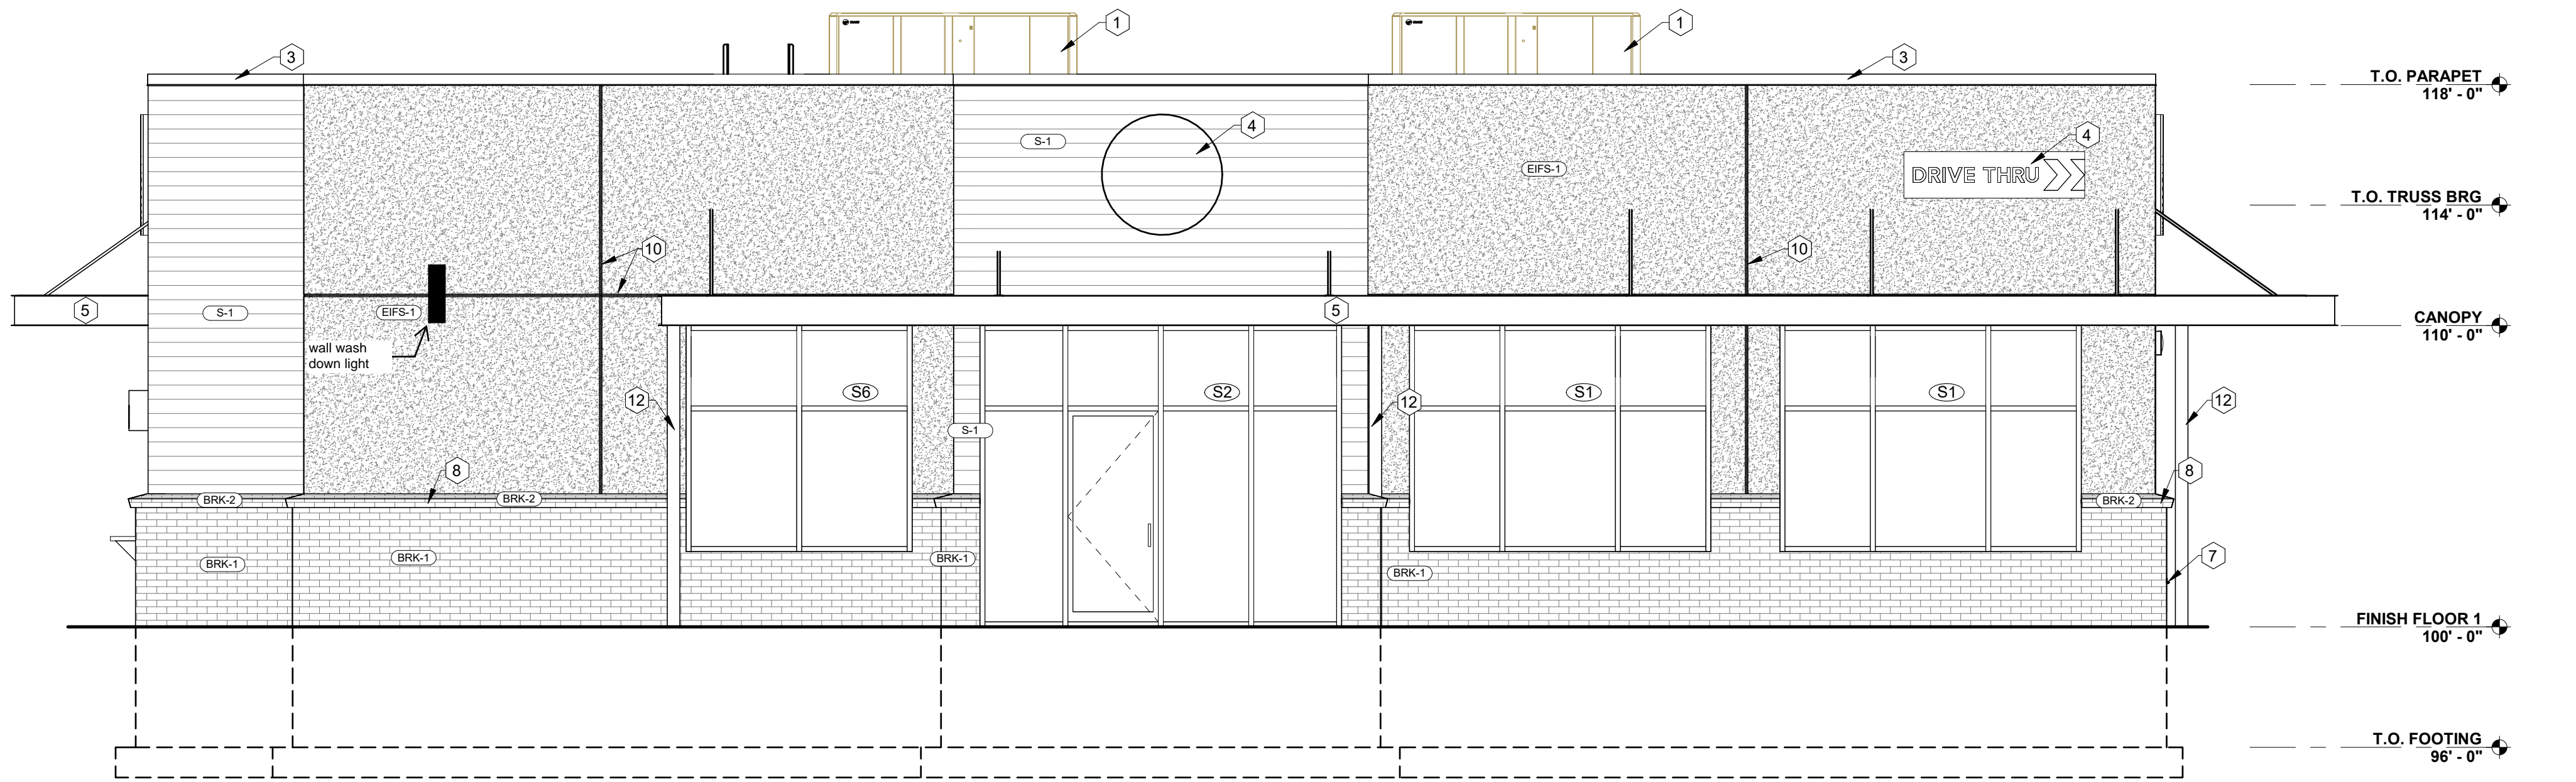 1
1
3
3
T.O. PARAPET
118' - 0"
4
4
S-1
EIFS-1
DRIVE THRU
T.O. TRUSS BRG
114' - 0"
10
10
5
S-1
EIFS-1
5
CANOPY
110' - 0"
wall wash
down light
S6
S2
S1
S1
12
12
12
S-1
8
8
BRK-2
BRK-2
BRK-2
BRK-1
BRK-1
BRK-1
BRK-1
7
FINISH FLOOR 1
100' - 0"
T.O. FOOTING
96' - 0"